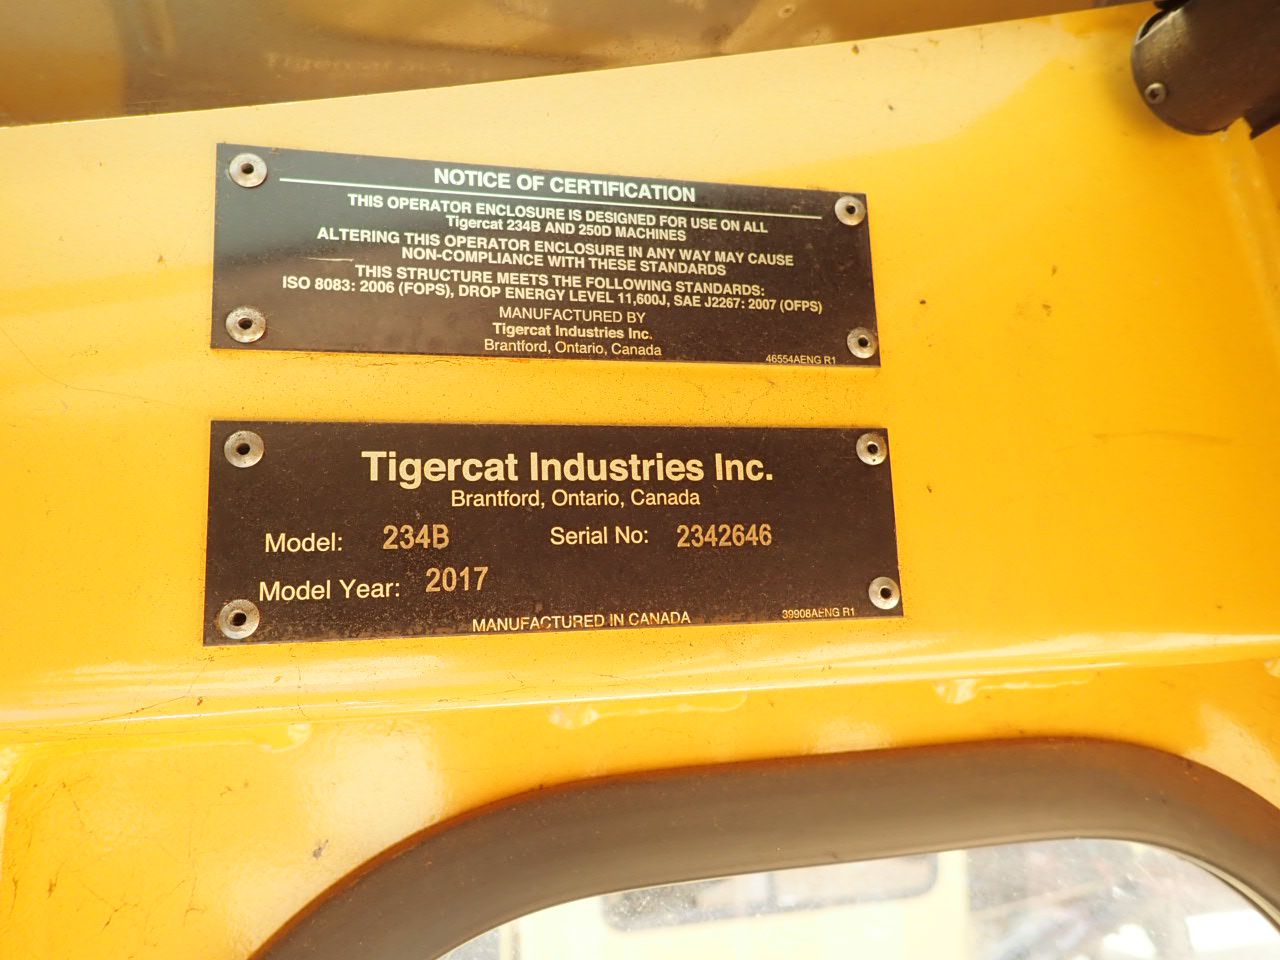 NOTICE OF CERTIFICATION
THIS OPERATOR ENCLOSURE IS DESIGNED FOR USE ON ALL
Tigercat 234B AND 250D MACHINES
ALTERING THIS OPERATOR ENCLOSURE IN ANY WAY MAY CAUSE
NON-COMPLIANCE WITH THESE STANDARDS
THIS STRUCTURE MEETS THE FOLLOWING STANDARDS:
ISO 8083: 2006 (FOPS), DROP ENERGY LEVEL 11,600J, SAE J2267: 2007 (OFPS)
MANUFACTURED BY
Tigercat Industries Inc.
Brantford, Ontario, Canada
46554AENG R1
Tigercat Industries Inc.
Brantford, Ontario, Canada
Model: 234B Serial No: 2342646
Model Year: 2017
MANUFACTURED IN CANADA
39908AENG R1